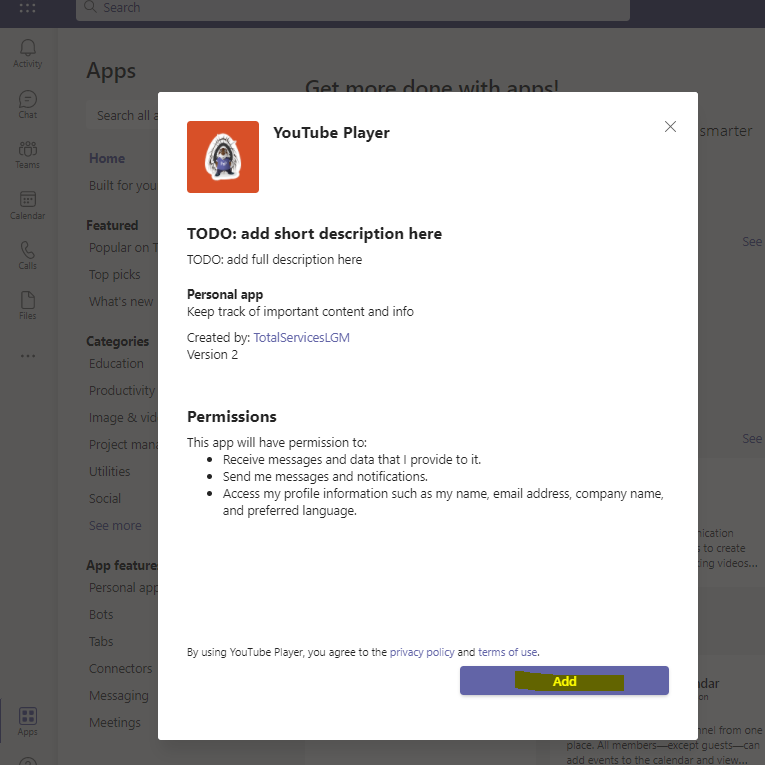 Search
Activity
Chat
Teams
Calendar
Calls
Files
Apps
Apps
Search all a
Home
Built for you
Featured
Popular on T
Top picks
What's new
Categories
Education
Productivity
Image & vid
Project mana
Utilities
Social
See more
App feature
Personal app
Bots
Tabs
Connectors
Messaging
Meetings
Get more done with apps!
smarter
See
See
YouTube Player
TODO: add short description here
TODO: add full description here
Personal app
Keep track of important content and info
Created by: TotalServicesLGM
Version 2
Permissions
This app will have permission to:
• Receive messages and data that I provide to it.
• Send me messages and notifications.
• Access my profile information such as my name, email address, company name,
and preferred language.
By using YouTube Player, you agree to the privacy policy and terms of use.
Add
nication
s to create
ing videos...
ndar
on
nnel from one
place. All members—except guests—can
add events to the calendar and view...